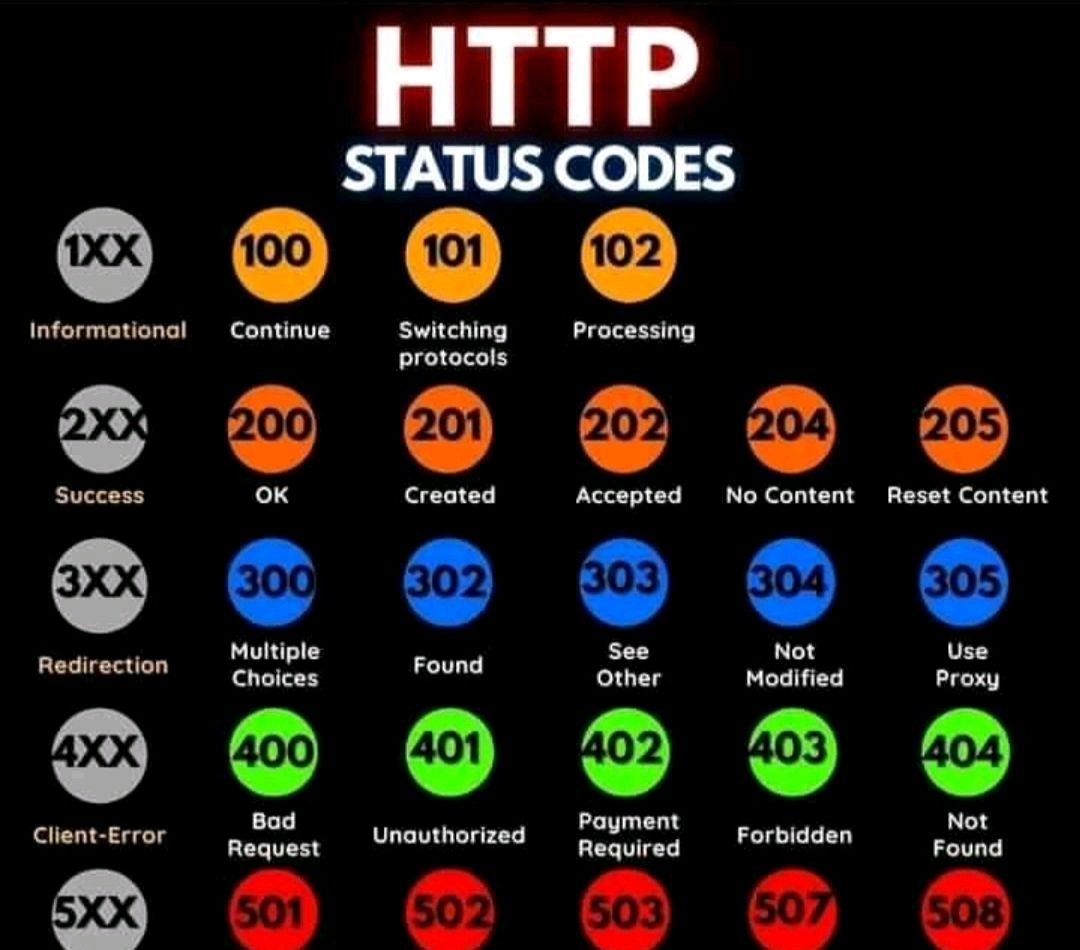 HTTP
STATUS CODES
1XX 100 101 102
Informational Continue Switching protocols Processing
2XX 200 201 202 204 205
Success OK Created Accepted No Content Reset Content
3XX 300 302 303 304 305
Redirection Multiple Choices Found See Other Not Modified Use Proxy
4XX 400 401 402 403 404
Client-Error Bad Request Unauthorized Payment Required Forbidden Not Found
5XX 501 502 503 507 508